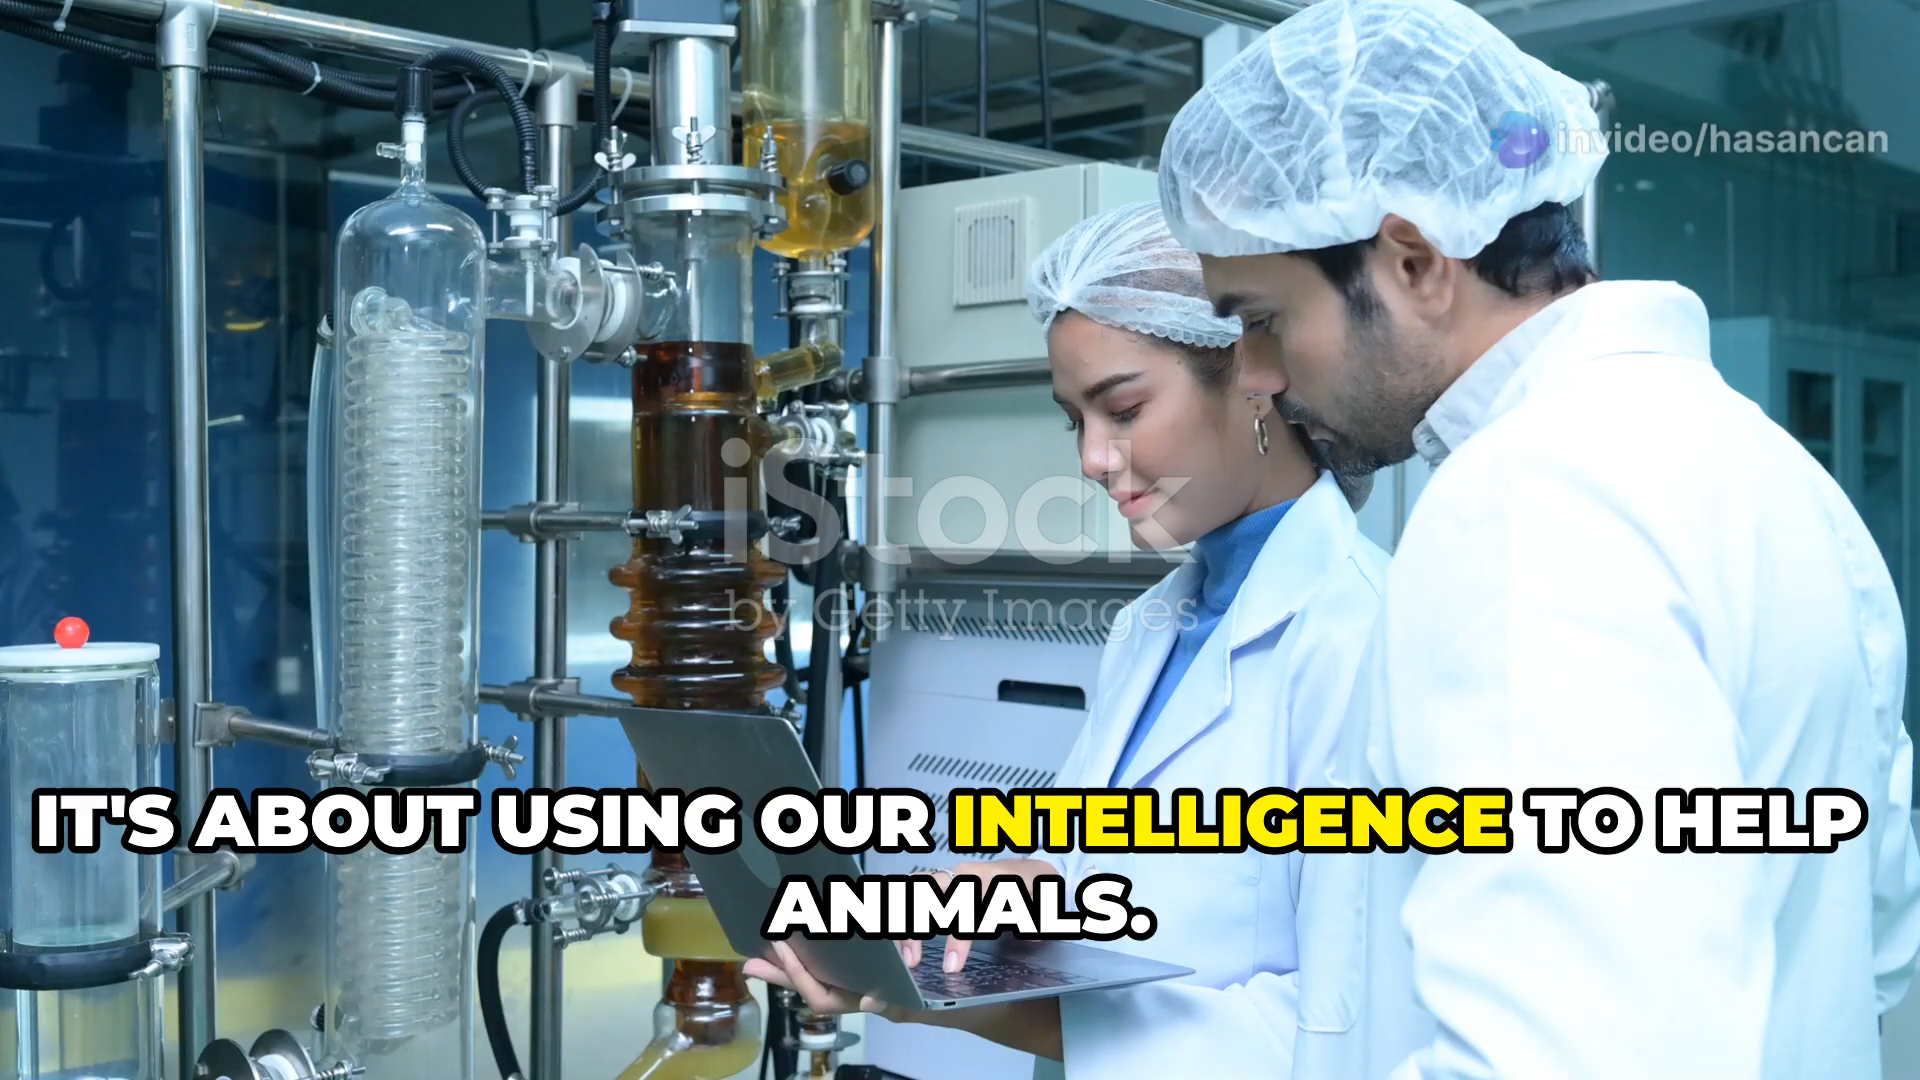 invideo/hasancan
iStock
by Getty Images
IT'S ABOUT USING OUR INTELLIGENCE TO HELP
ANIMALS.